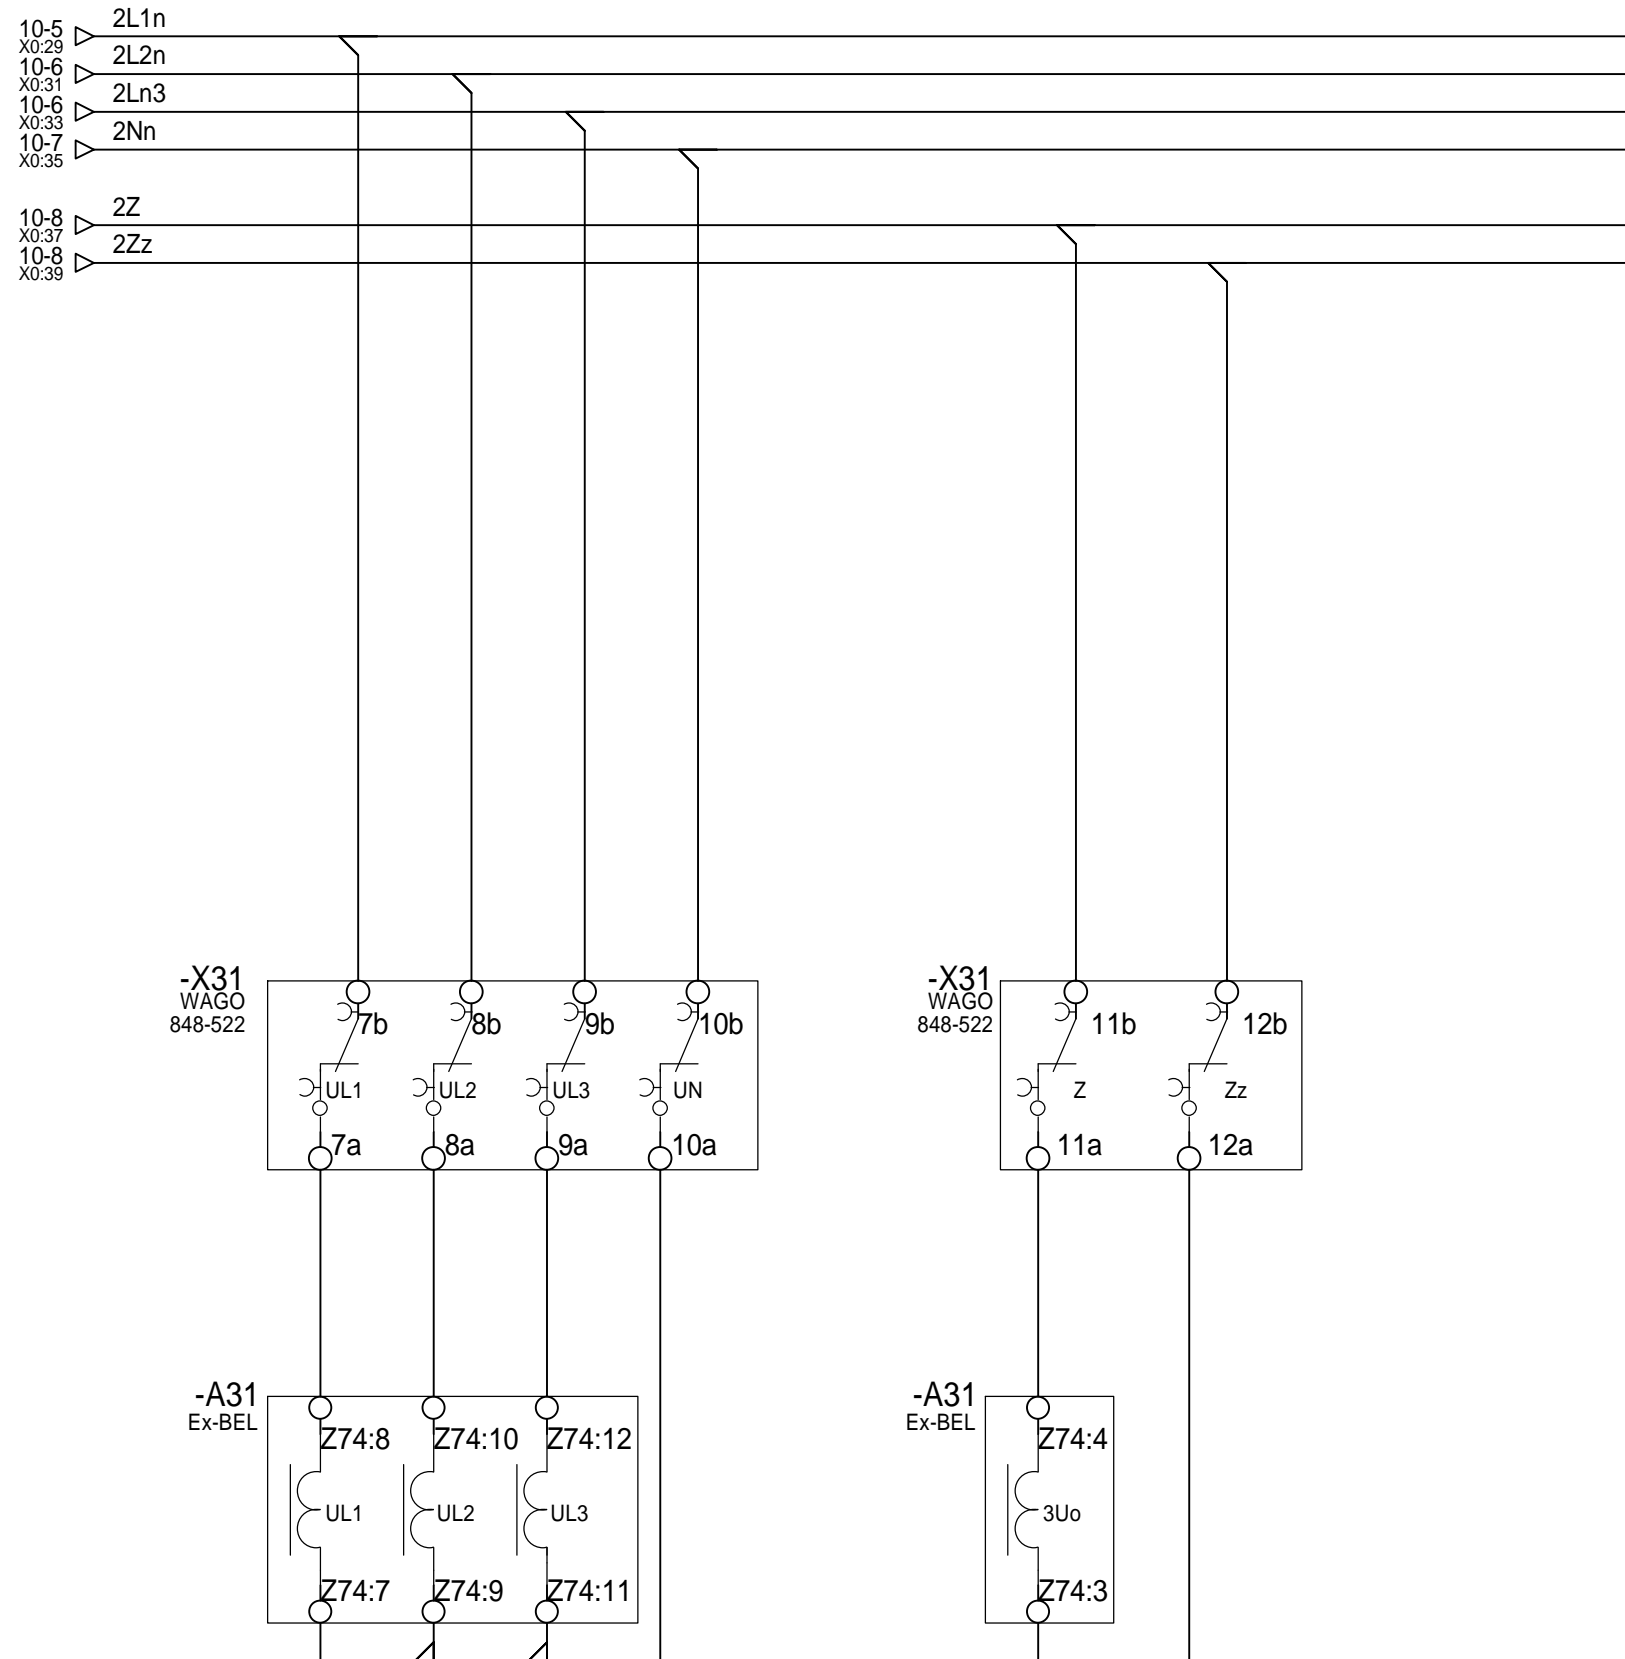 2L1n
10-5
X0:29
2L2n
10-6
X0:31
2Ln3
10-6
X0:33
2Nn
10-7
X0:35
2Z
10-8
X0:37
2Zz
10-8
X0:39
-X31
WAGO
848-522
7b 8b 9b 10b
UL1 UL2 UL3 UN
7a 8a 9a 10a
-X31
WAGO
848-522
11b 12b
Z Zz
11a 12a
-A31
Ex-BEL
Z74:8 Z74:10 Z74:12
UL1 UL2 UL3
Z74:7 Z74:9 Z74:11
-A31
Ex-BEL
Z74:4
3Uo
Z74:3